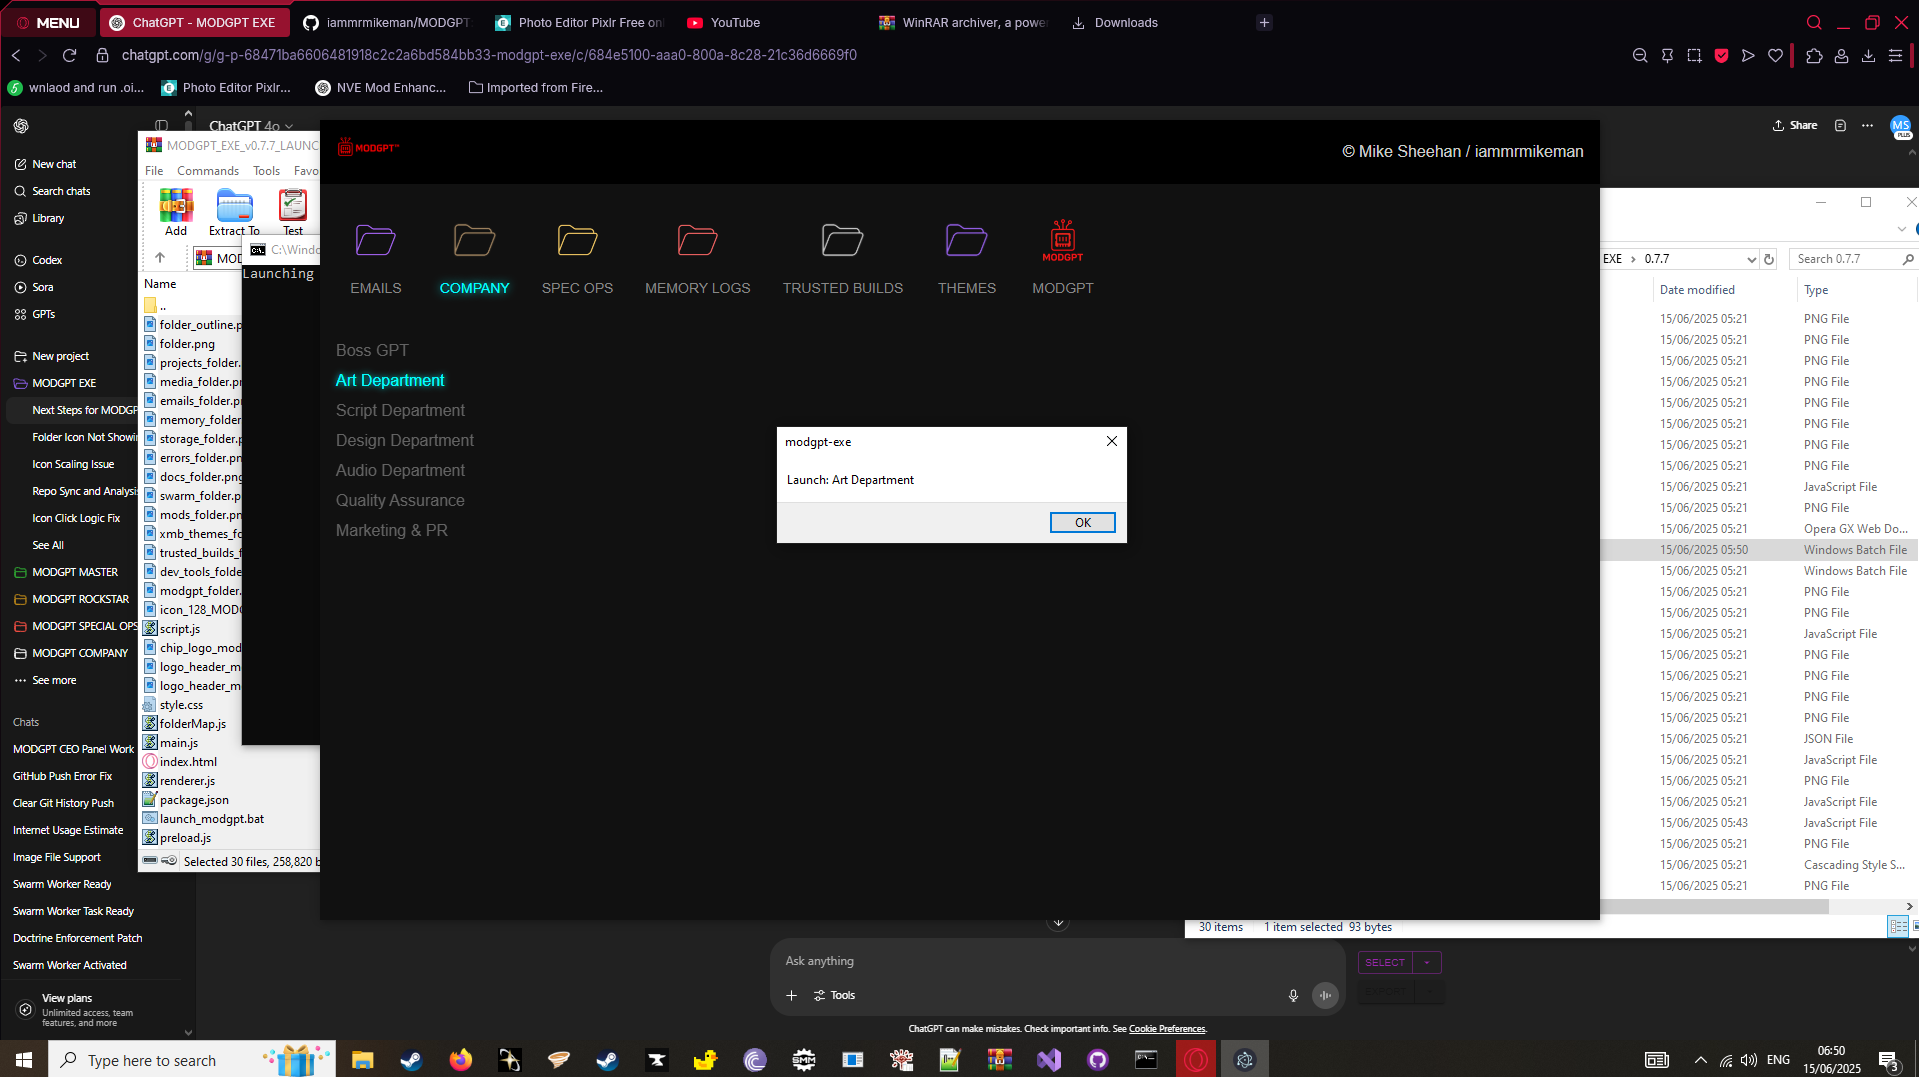 MENU
ChatGPT - MODGPT EXE
iammrmikeman/MODGPT
Photo Editor Pixlr Free onl
YouTube
WinRAR archiver, a power
Downloads
chatgpt.com/g/g-p-68471ba6606481918c2c2a6bd584bb33-modgpt-exe/c/684e5100-aaa0-800a-8c28-21c36d6669f0
wnlaod and run .oi...
Photo Editor Pixlr...
NVE Mod Enhanc...
Imported from Fire...
ChatGPT 4o
Share
MS
PLUS
New chat
Search chats
Library
Codex
Sora
GPTs
New project
MODGPT EXE
Next Steps for MODGP
Folder Icon Not Showin
Icon Scaling Issue
Repo Sync and Analysis
Icon Click Logic Fix
See All
MODGPT MASTER
MODGPT ROCKSTAR
MODGPT SPECIAL OPS
MODGPT COMPANY
See more
Chats
MODGPT CEO Panel Work
GitHub Push Error Fix
Clear Git History Push
Internet Usage Estimate
Image File Support
Swarm Worker Ready
Swarm Worker Task Ready
Doctrine Enforcement Patch
Swarm Worker Activated
View plans
Unlimited access, team
features, and more
MODGPT_EXE_v0.7.7_LAUNC
File Commands Tools Favo
Add Extract To Test
MOD
Name
..
folder_outline.p
folder.png
projects_folder.
media_folder.pn
emails_folder.pn
memory_folder
storage_folder.p
errors_folder.pn
docs_folder.png
swarm_folder.p
mods_folder.pn
xmb_themes_fo
trusted_builds_f
dev_tools_folde
modgpt_folder.
icon_128_MODG
script.js
chip_logo_mod
logo_header_m
logo_header_m
style.css
folderMap.js
main.js
index.html
renderer.js
package.json
launch_modgpt.bat
preload.js
Selected 30 files, 258,820 b
C:\Windo
Launching
MODGPT™
© Mike Sheehan / iammrmikeman
MODGPT
EMAILS COMPANY SPEC OPS MEMORY LOGS TRUSTED BUILDS THEMES MODGPT
Boss GPT
Art Department
Script Department
Design Department
Audio Department
Quality Assurance
Marketing & PR
modgpt-exe
Launch: Art Department
OK
EXE > 0.7.7
Search 0.7.7
Date modified Type
15/06/2025 05:21 PNG File
15/06/2025 05:21 PNG File
15/06/2025 05:21 PNG File
15/06/2025 05:21 PNG File
15/06/2025 05:21 PNG File
15/06/2025 05:21 PNG File
15/06/2025 05:21 PNG File
15/06/2025 05:21 PNG File
15/06/2025 05:21 JavaScript File
15/06/2025 05:21 PNG File
15/06/2025 05:21 Opera GX Web Do...
15/06/2025 05:50 Windows Batch File
15/06/2025 05:21 Windows Batch File
15/06/2025 05:21 PNG File
15/06/2025 05:21 PNG File
15/06/2025 05:21 JavaScript File
15/06/2025 05:21 PNG File
15/06/2025 05:21 PNG File
15/06/2025 05:21 PNG File
15/06/2025 05:21 PNG File
15/06/2025 05:21 JSON File
15/06/2025 05:21 JavaScript File
15/06/2025 05:21 PNG File
15/06/2025 05:21 JavaScript File
15/06/2025 05:43 JavaScript File
15/06/2025 05:21 PNG File
15/06/2025 05:21 Cascading Style S...
15/06/2025 05:21 PNG File
30 items 1 item selected 93 bytes
Ask anything
Tools
SELECT
ChatGPT can make mistakes. Check important info. See Cookie Preferences.
Type here to search
SMM
ENG
06:50
15/06/2025
3